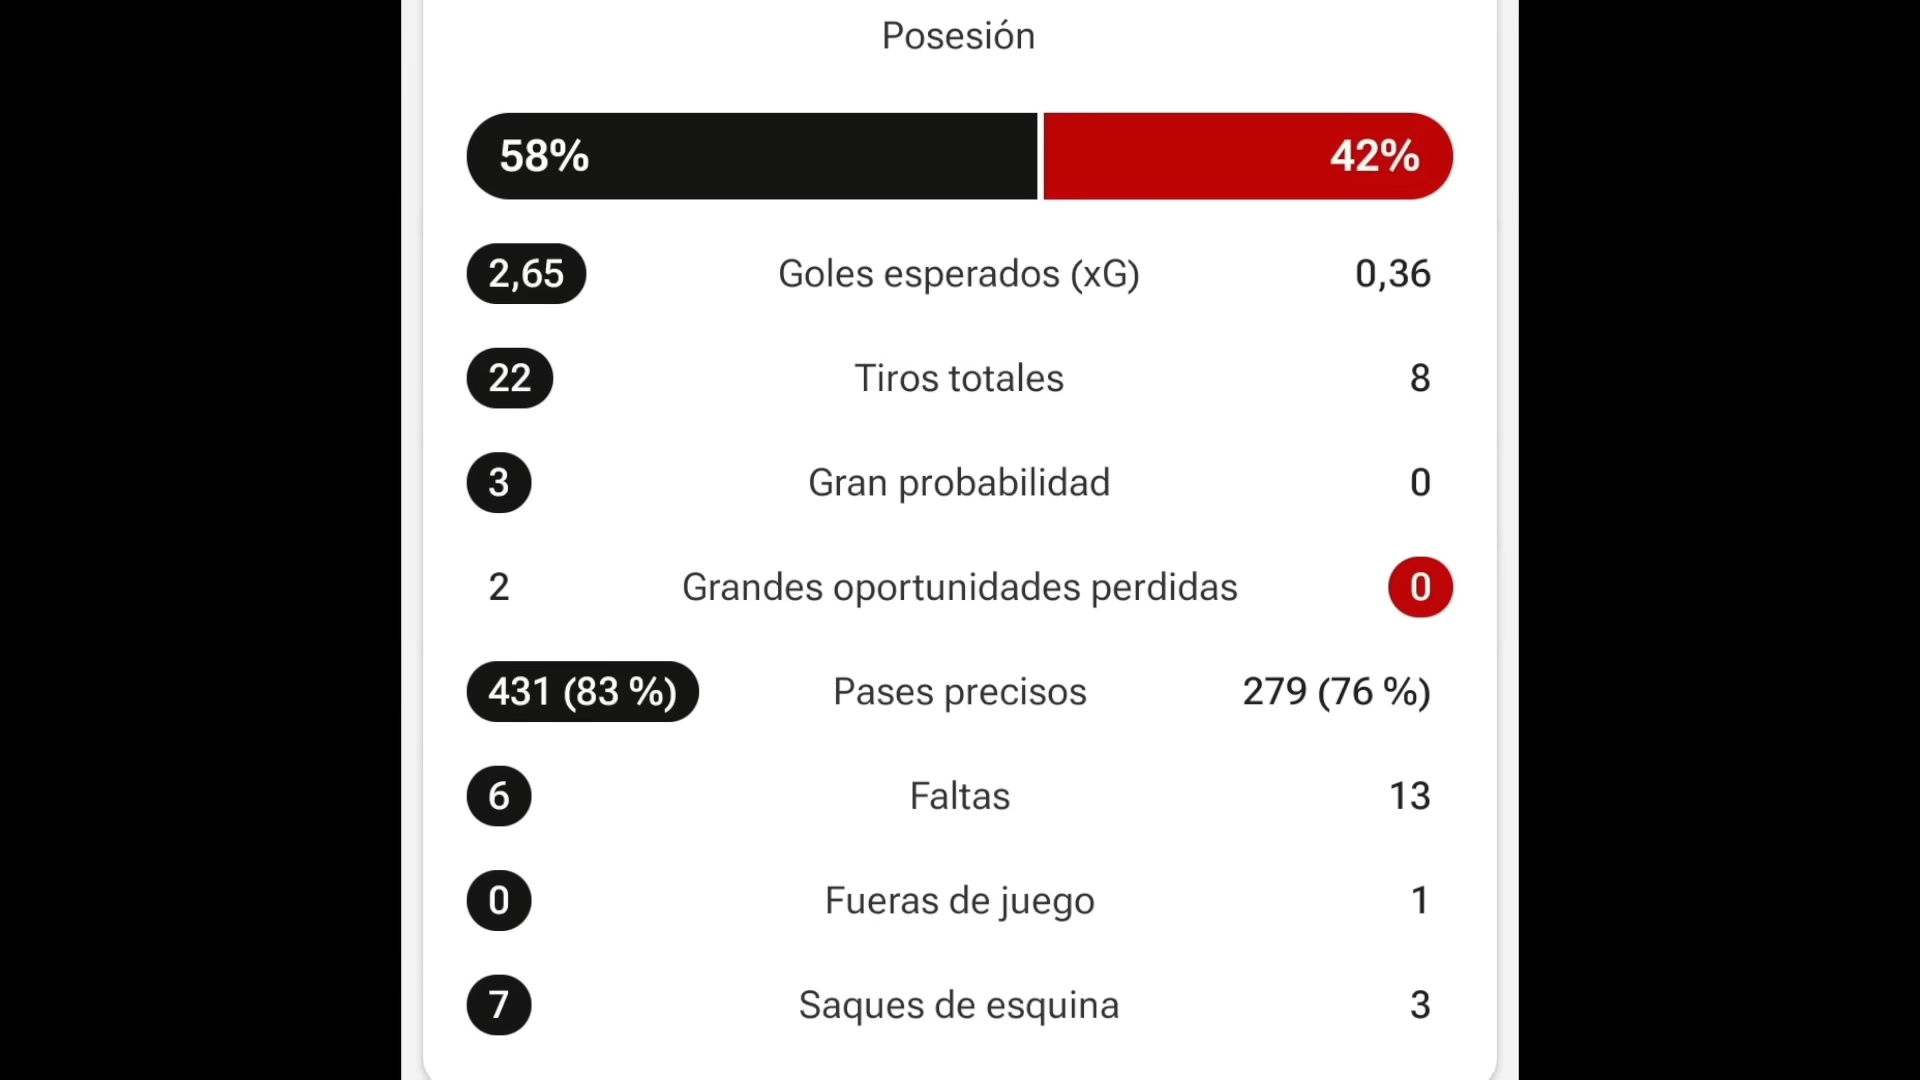 Posesión
58% 42%
2,65 Goles esperados (xG) 0,36
22 Tiros totales 8
3 Gran probabilidad 0
2 Grandes oportunidades perdidas 0
431 (83 %) Pases precisos 279 (76 %)
6 Faltas 13
0 Fueras de juego 1
7 Saques de esquina 3